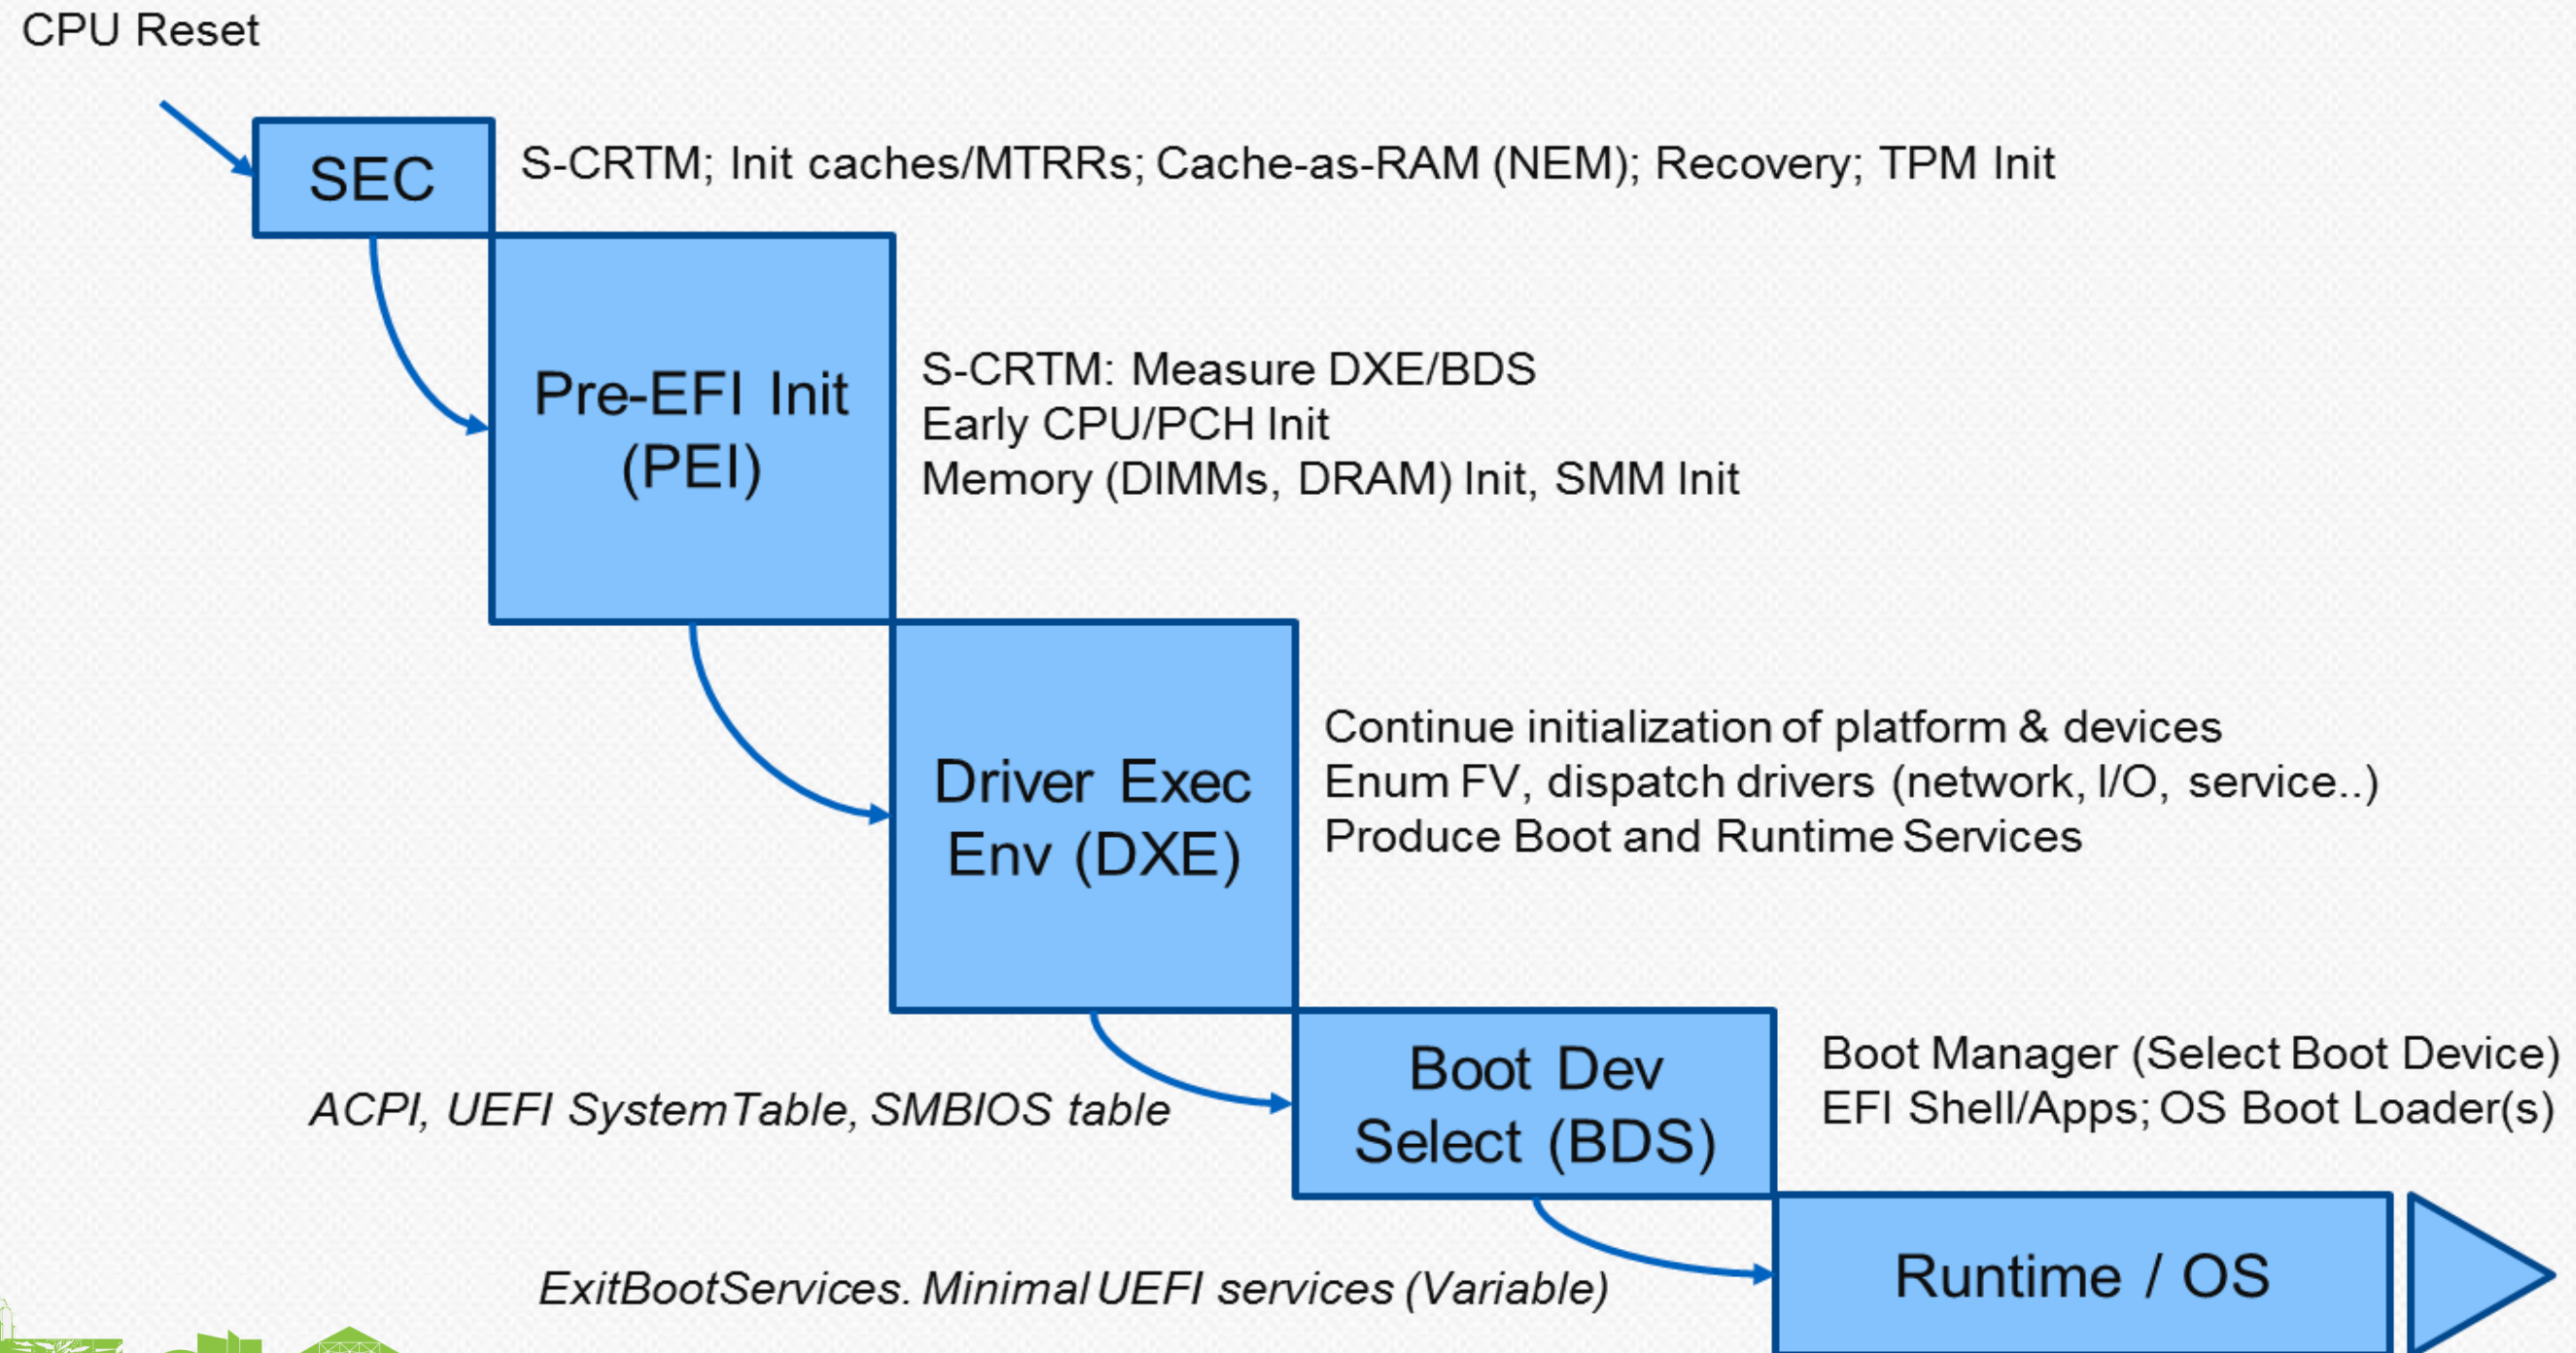 CPU Reset
SEC
S-CRTM; Init caches/MTRRs; Cache-as-RAM (NEM); Recovery; TPM Init
Pre-EFI Init
(PEI)
S-CRTM: Measure DXE/BDS
Early CPU/PCH Init
Memory (DIMMs, DRAM) Init, SMM Init
Driver Exec
Env (DXE)
Continue initialization of platform & devices
Enum FV, dispatch drivers (network, I/O, service..)
Produce Boot and Runtime Services
ACPI, UEFI SystemTable, SMBIOS table
Boot Dev
Select (BDS)
Boot Manager (Select Boot Device)
EFI Shell/Apps; OS Boot Loader(s)
ExitBootServices. Minimal UEFI services (Variable)
Runtime / OS